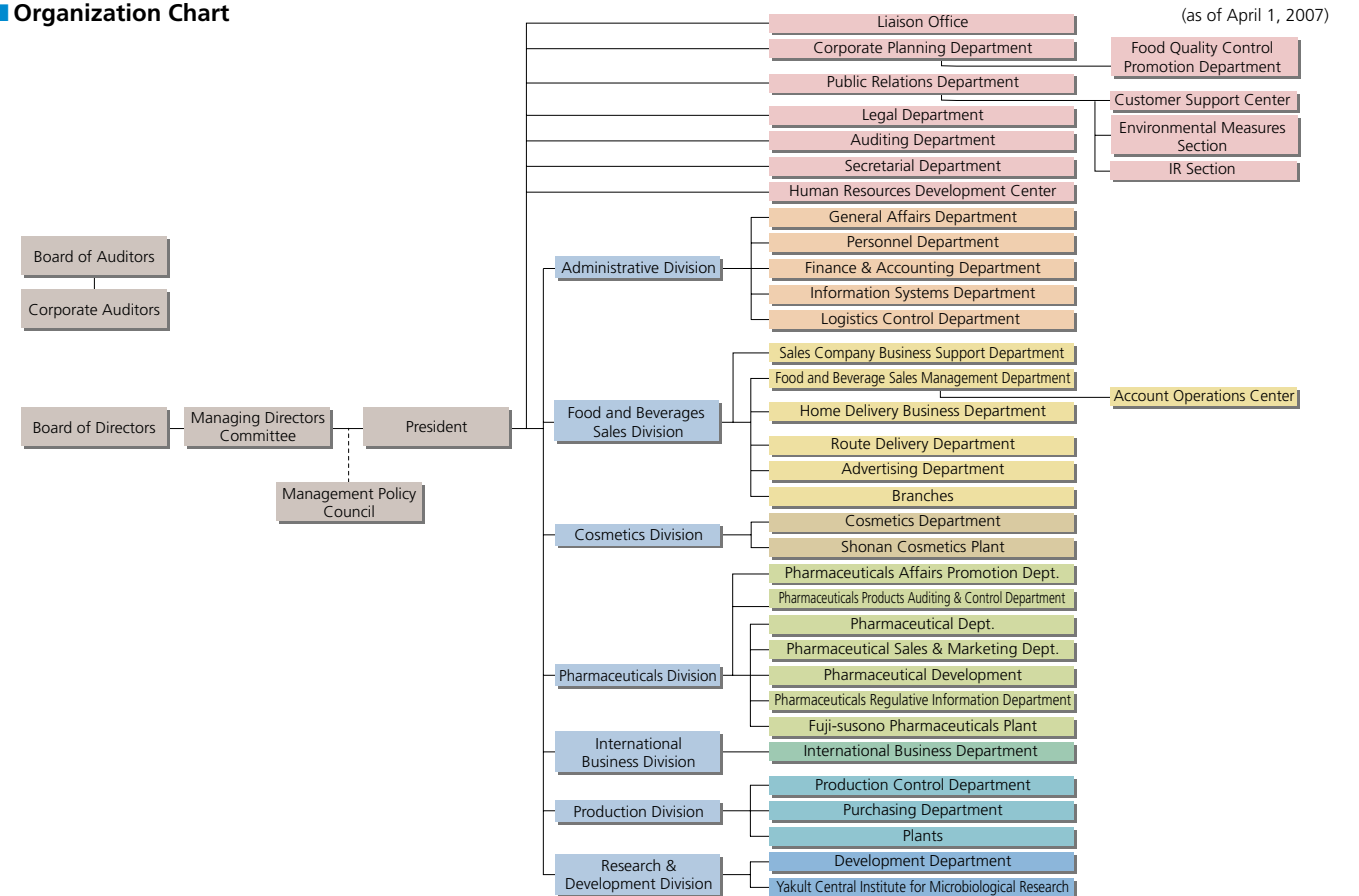 Organization Chart
(as of April 1, 2007)
Liaison Office
Corporate Planning Department
Food Quality Control
Promotion Department
Public Relations Department
Customer Support Center
Environmental Measures
Section
IR Section
Legal Department
Auditing Department
Secretarial Department
Human Resources Development Center
Board of Auditors
Corporate Auditors
Board of Directors
Managing Directors
Committee
President
Management Policy
Council
Administrative Division
General Affairs Department
Personnel Department
Finance & Accounting Department
Information Systems Department
Logistics Control Department
Food and Beverages
Sales Division
Sales Company Business Support Department
Food and Beverage Sales Management Department
Account Operations Center
Home Delivery Business Department
Route Delivery Department
Advertising Department
Branches
Cosmetics Division
Cosmetics Department
Shonan Cosmetics Plant
Pharmaceuticals Division
Pharmaceuticals Affairs Promotion Dept.
Pharmaceuticals Products Auditing & Control Department
Pharmaceutical Dept.
Pharmaceutical Sales & Marketing Dept.
Pharmaceutical Development
Pharmaceuticals Regulative Information Department
Fuji-susono Pharmaceuticals Plant
International
Business Division
International Business Department
Production Division
Production Control Department
Purchasing Department
Plants
Research &
Development Division
Development Department
Yakult Central Institute for Microbiological Research